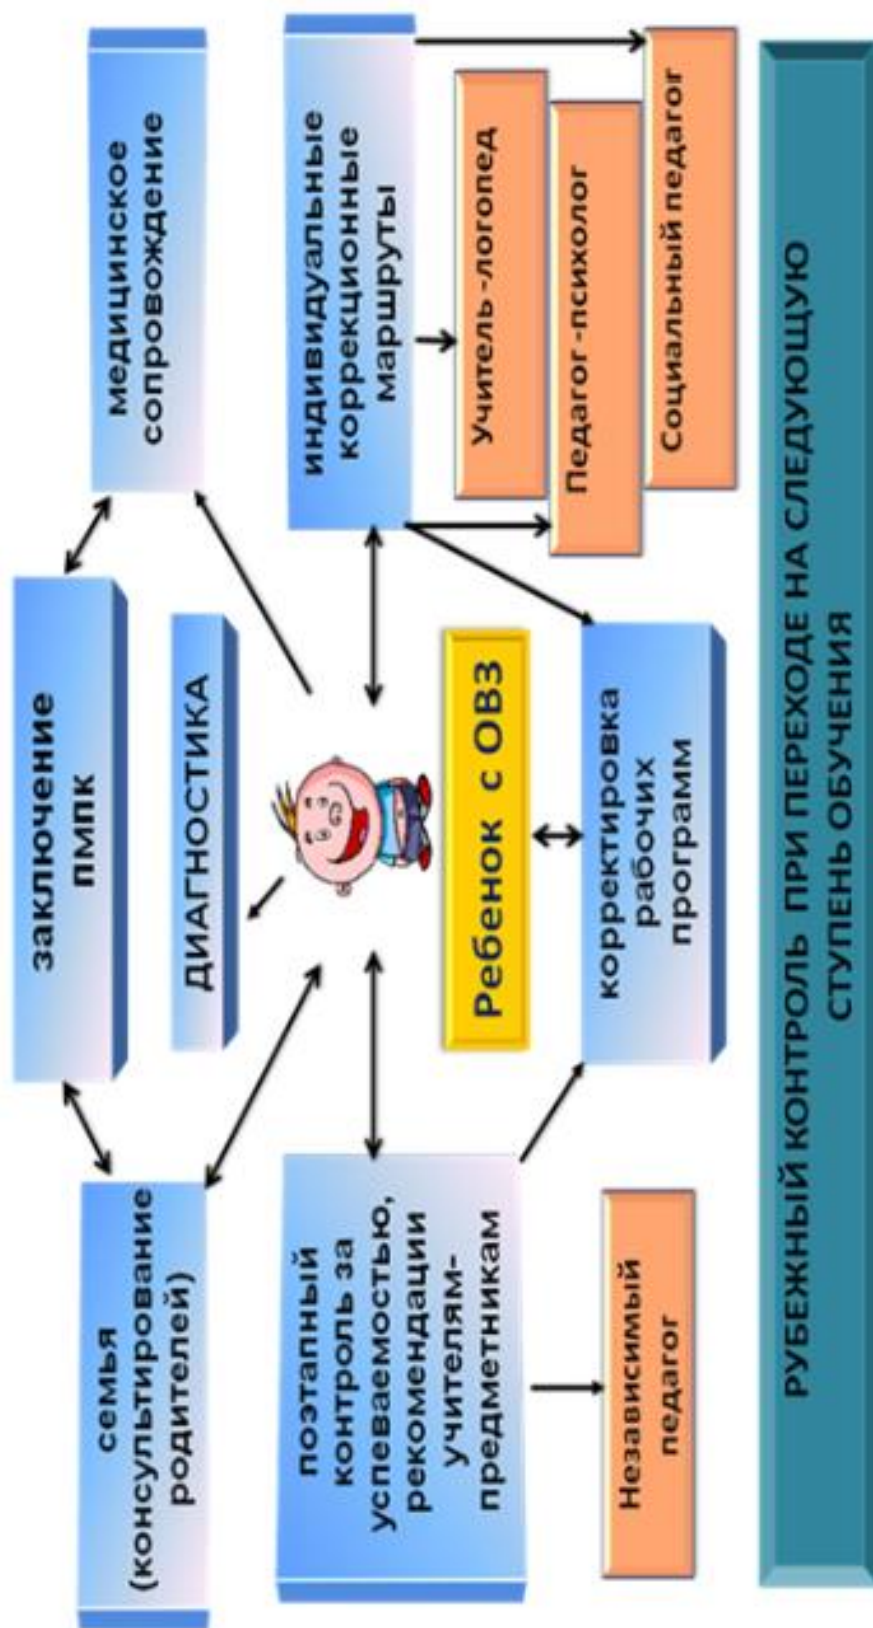 заключение
ПМПК
семья
(консультирование
родителей)
медицинское
сопровождение
ДИАГНОСТИКА
поэтапный
контроль за
успеваемостью,
рекомендации
учителям-
предметникам
индивидуальные
коррекционные
маршруты
Ребенок с ОВЗ
Учитель -логопед
Педагог -психолог
Социальный педагог
корректировка
рабочих
программ
Независимый
педагог
РУБЕЖНЫЙ КОНТРОЛЬ ПРИ ПЕРЕХОДЕ НА СЛЕДУЮЩУЮ
СТУПЕНЬ ОБУЧЕНИЯ